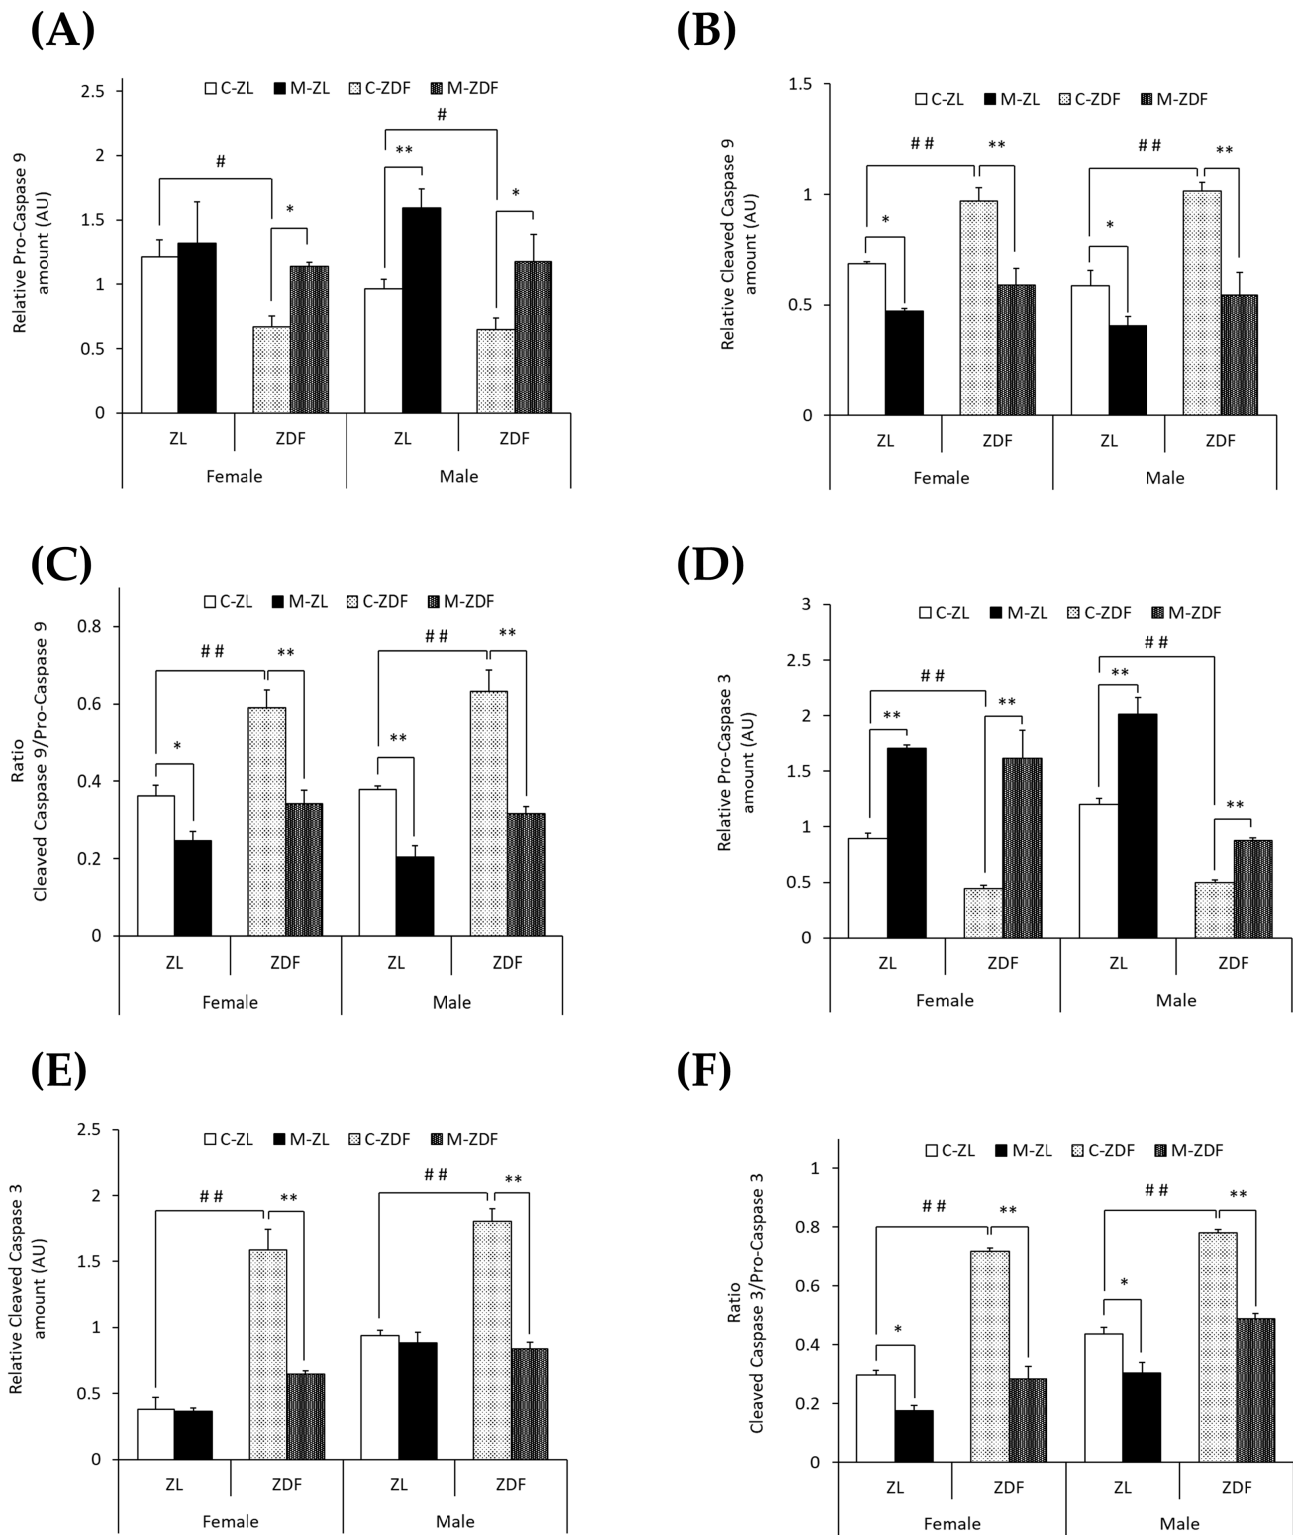 (A)
Relative Pro-Caspase 9
amount (AU)
C-ZL M-ZL C-ZDF M-ZDF
2.5
2
1.5
1
0.5
0
#
*
#
**
*
ZL ZDF ZL ZDF
Female Male
(B)
Relative Cleaved Caspase 9
amount (AU)
C-ZL M-ZL C-ZDF M-ZDF
1.5
1
0.5
0
# #
**
*
# #
**
*
ZL ZDF ZL ZDF
Female Male
(C)
Ratio
Cleaved Caspase 9/Pro-Caspase 9
C-ZL M-ZL C-ZDF M-ZDF
0.8
0.6
0.4
0.2
0
# #
**
*
# #
**
**
ZL ZDF ZL ZDF
Female Male
(D)
Relative Pro-Caspase 3
amount (AU)
C-ZL M-ZL C-ZDF M-ZDF
3
2.5
2
1.5
1
0.5
0
# #
**
**
# #
**
**
ZL ZDF ZL ZDF
Female Male
(E)
Relative Cleaved Caspase 3
amount (AU)
C-ZL M-ZL C-ZDF M-ZDF
2.5
2
1.5
1
0.5
0
# #
**
# #
**
ZL ZDF ZL ZDF
Female Male
(F)
Ratio
Cleaved Caspase 3/Pro-Caspase 3
C-ZL M-ZL C-ZDF M-ZDF
1
0.8
0.6
0.4
0.2
0
# #
**
*
# #
**
*
ZL ZDF ZL ZDF
Female Male